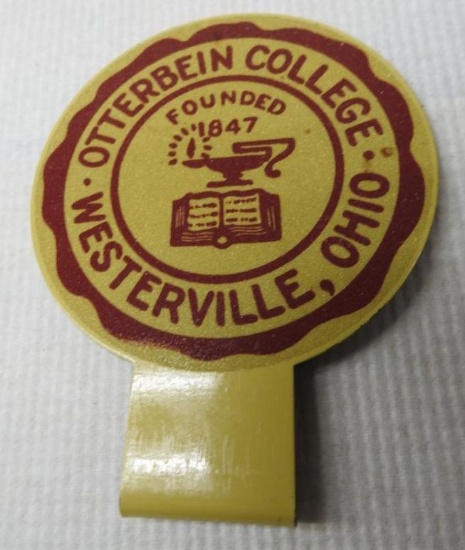 · OTTERBEIN COLLEGE ·
WESTERVILLE, OHIO
FOUNDED
1847